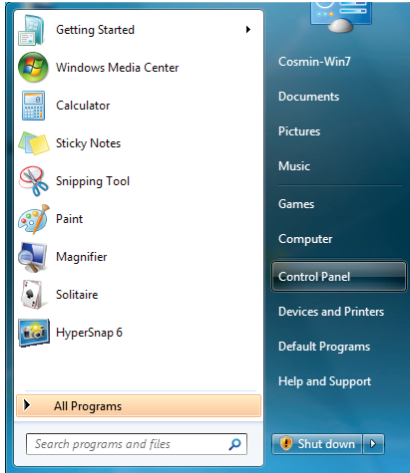 Getting Started
Windows Media Center
Calculator
Sticky Notes
Snipping Tool
Paint
Magnifier
Solitaire
HyperSnap 6
All Programs
Search programs and files
Cosmin-Win7
Documents
Pictures
Music
Games
Computer
Control Panel
Devices and Printers
Default Programs
Help and Support
Shut down